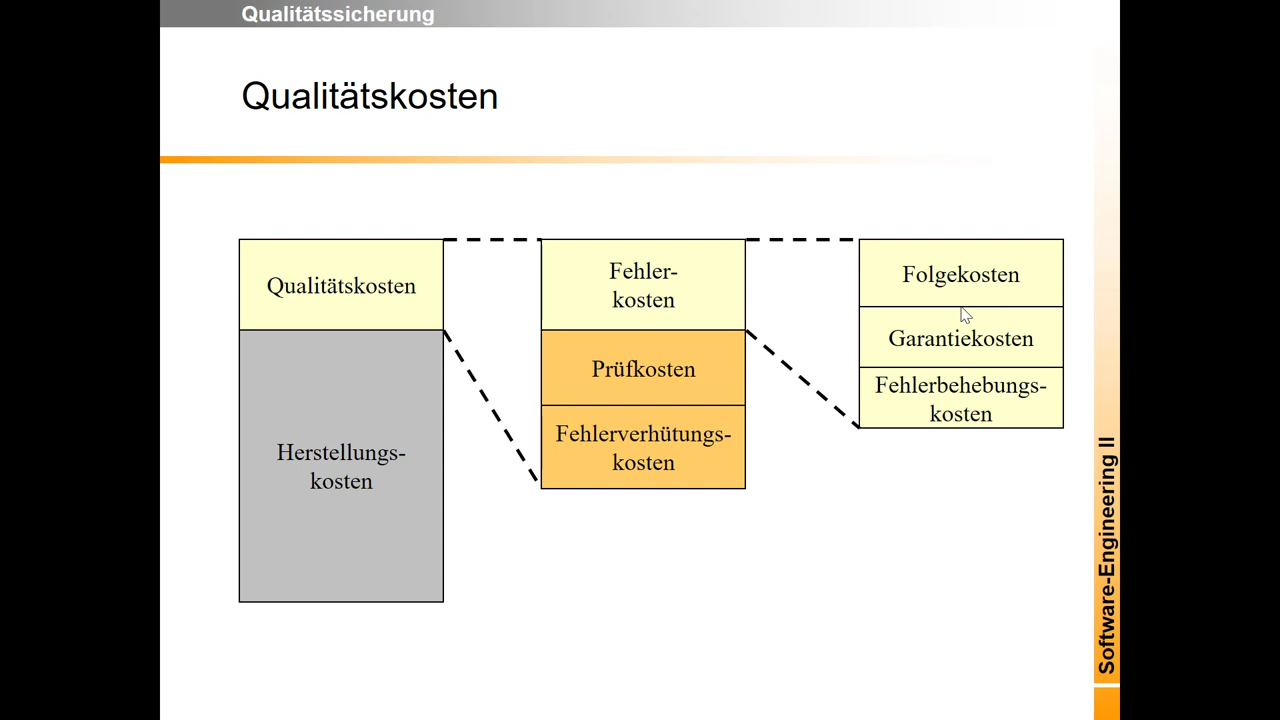 Qualitätssicherung
Qualitätskosten
Qualitätskosten
Herstellungs-
kosten
Fehler-
kosten
Prüfkosten
Fehlerverhütungs-
kosten
Folgekosten
Garantiekosten
Fehlerbehebungs-
kosten
Software-Engineering II